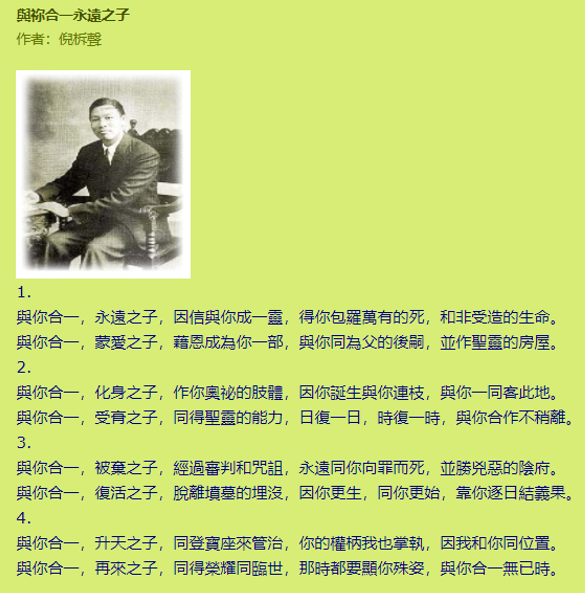 與祢合一永遠之子
作者：倪柝聲
1.
與你合一，永遠之子，因信與你成一靈，得你包羅萬有的死，和非受造的生命。
與你合一，蒙愛之子，藉恩成為你一部，與你同為父的後嗣，並作聖靈的房屋。
2.
與你合一，化身之子，作你奧祕的肢體，因你誕生與你連枝，與你一同客此地。
與你合一，受膏之子，同得聖靈的能力，日復一日，時復一時，與你合作不稍離。
3.
與你合一，被棄之子，經過審判和咒詛，永遠同你向罪而死，並勝兇惡的陰府。
與你合一，復活之子，脫離墳墓的埋沒，因你更生，同你更始，靠你逐日結義果。
4.
與你合一，升天之子，同登寶座來管治，你的權柄我也掌執，因我和你同位置。
與你合一，再來之子，同得榮耀同臨世，那時都要顯你殊姿，與你合一無已時。